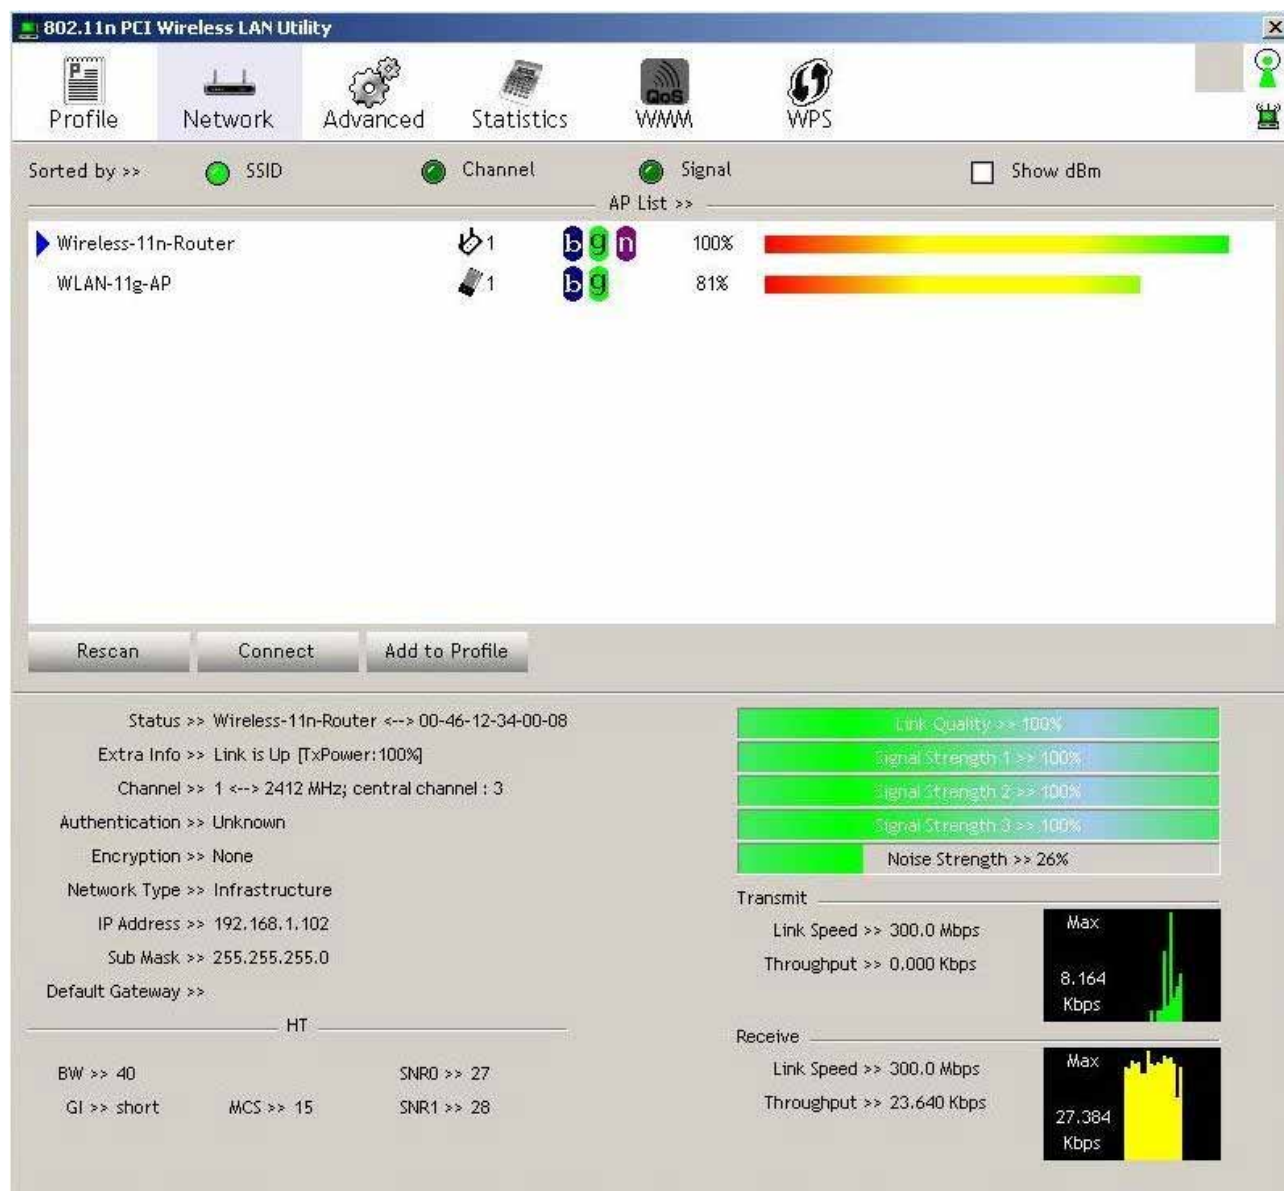 802.11n PCI Wireless LAN Utility
Profile Network Advanced Statistics QoS WMM WPS
Sorted by >> SSID Channel Signal Show dBm
AP List >>
Wireless-11n-Router 1 b g n 100%
WLAN-11g-AP 1 b g 81%
Rescan Connect Add to Profile
Status >> Wireless-11n-Router <--> 00-46-12-34-00-08
Extra Info >> Link is Up [TxPower:100%]
Channel >> 1 <--> 2412 MHz; central channel : 3
Authentication >> Unknown
Encryption >> None
Network Type >> Infrastructure
IP Address >> 192.168.1.102
Sub Mask >> 255.255.255.0
Default Gateway >>
HT
BW >> 40 SNR0 >> 27
GI >> short MCS >> 15 SNR1 >> 28
Link Quality >> 100%
Signal Strength 1 >> 100%
Signal Strength 2 >> 100%
Signal Strength 3 >> 100%
Noise Strength >> 26%
Transmit
Link Speed >> 300.0 Mbps
Throughput >> 0.000 Kbps
Max
8.164
Kbps
Receive
Link Speed >> 300.0 Mbps
Throughput >> 23.640 Kbps
Max
27.384
Kbps